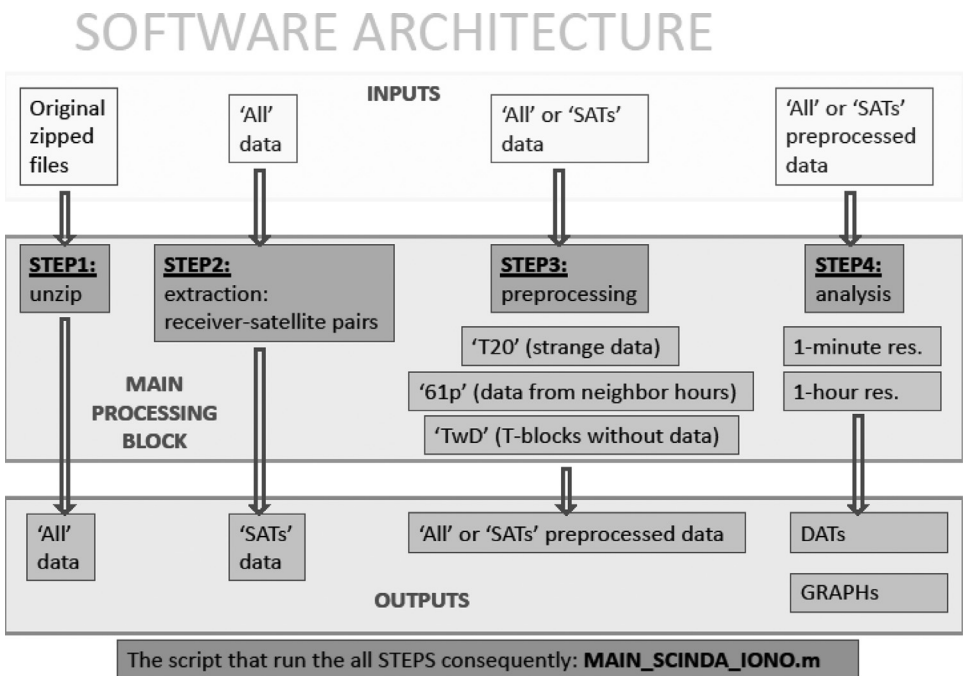 SOFTWARE ARCHITECTURE
INPUTS
Original
zipped
files
‘All’
data
‘All’ or ‘SATs’
data
‘All’ or ‘SATs’
preprocessed
data
STEP1:
unzip
STEP2:
extraction:
receiver-satellite pairs
STEP3:
preprocessing
‘T20’ (strange data)
‘61p’ (data from neighbor hours)
‘TwD’ (T-blocks without data)
STEP4:
analysis
1-minute res.
1-hour res.
MAIN
PROCESSING
BLOCK
‘All’
data
‘SATs’
data
‘All’ or ‘SATs’ preprocessed data
DATs
GRAPHs
OUTPUTS
The script that run the all STEPS consequently: MAIN_SCINDA_IONO.m